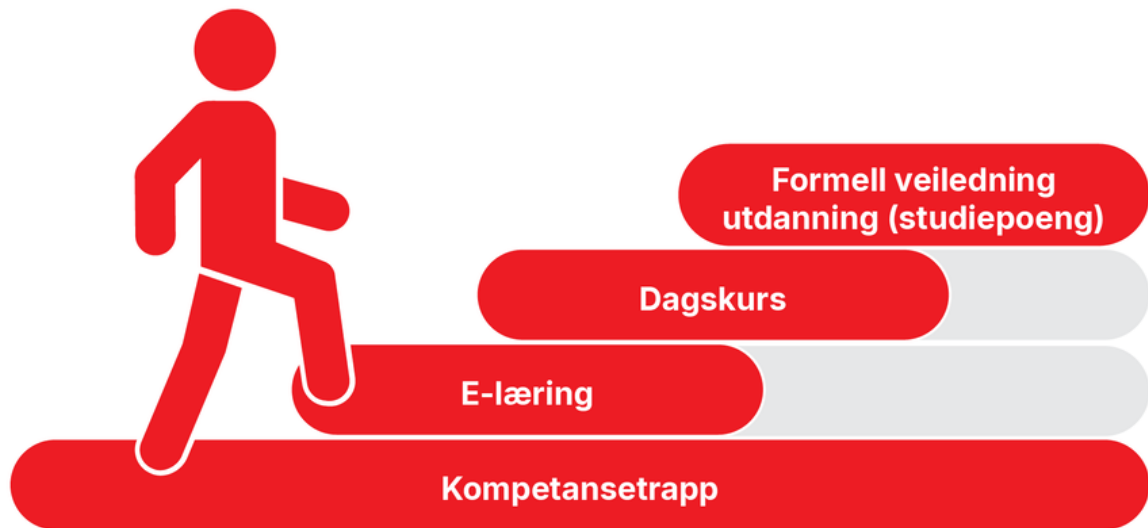 Formell veiledning
utdanning (studiepoeng)
Dagskurs
E-læring
Kompetansetrapp